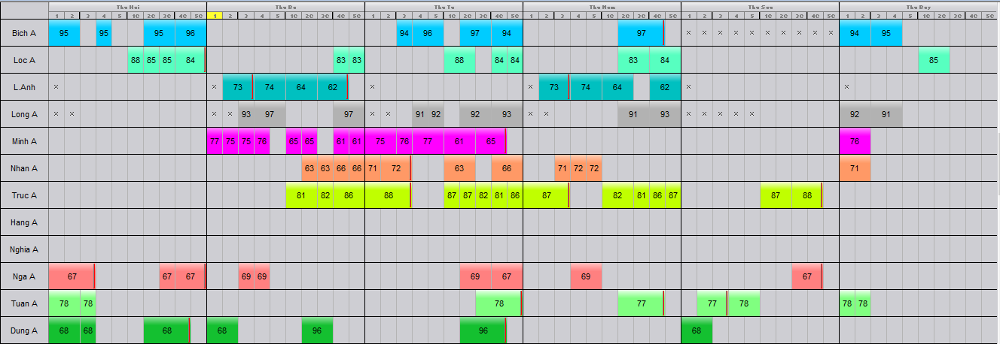 The Hai The Ba The Tu The Nam The Sau The Bay
1 2 3 4 5 1C 2C 3C 4C 5C 1 2 3 4 5 1C 2C 3C 4C 5C 1 2 3 4 5 1C 2C 3C 4C 5C 1 2 3 4 5 1C 2C 3C 4C 5C 1 2 3 4 5 1C 2C 3C 4C 5C 1 2 3 4 5 1C 2C 3C 4C 5C
Bich A 95 95 95 96 94 96 97 94 97 × × × × × × × × × × 94 95
Loc A 88 85 85 84 83 83 88 84 84 83 84 85
L.Anh × × 73 74 64 62 × × 73 74 64 62 × ×
Long A × × × × 93 97 97 × × 91 92 92 93 × × 91 93 × × × × × 92 91
Minh A 77 75 75 76 65 65 61 61 75 76 77 61 65 76
Nhan A 63 63 66 66 71 72 63 66 71 72 72 71
Truc A 81 82 86 88 87 87 82 81 86 87 82 81 86 87 87 88
Hang A
Nghia A
Nga A 67 67 67 69 69 69 67 69 67
Tuan A 78 78 78 77 77 78 78 78
Dung A 68 68 68 68 96 96 68